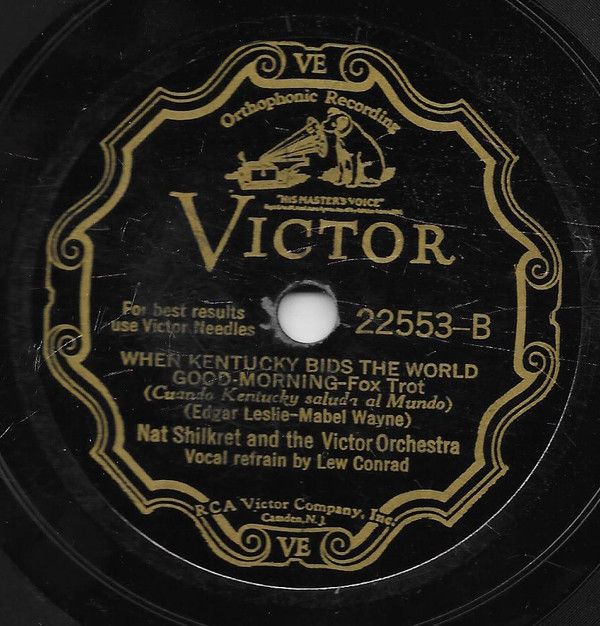 VE
Orthophonic Recording
"HIS MASTER'S VOICE"
VICTOR
For best results
use Victor Needles
22553-B
WHEN KENTUCKY BIDS THE WORLD
GOOD-MORNING-Fox Trot
(Cuando Kentucky saluda al Mundo)
(Edgar Leslie-Mabel Wayne)
Nat Shilkret and the Victor Orchestra
Vocal refrain by Lew Conrad
RCA Victor Company, Inc.
Camden, N.J.
VE